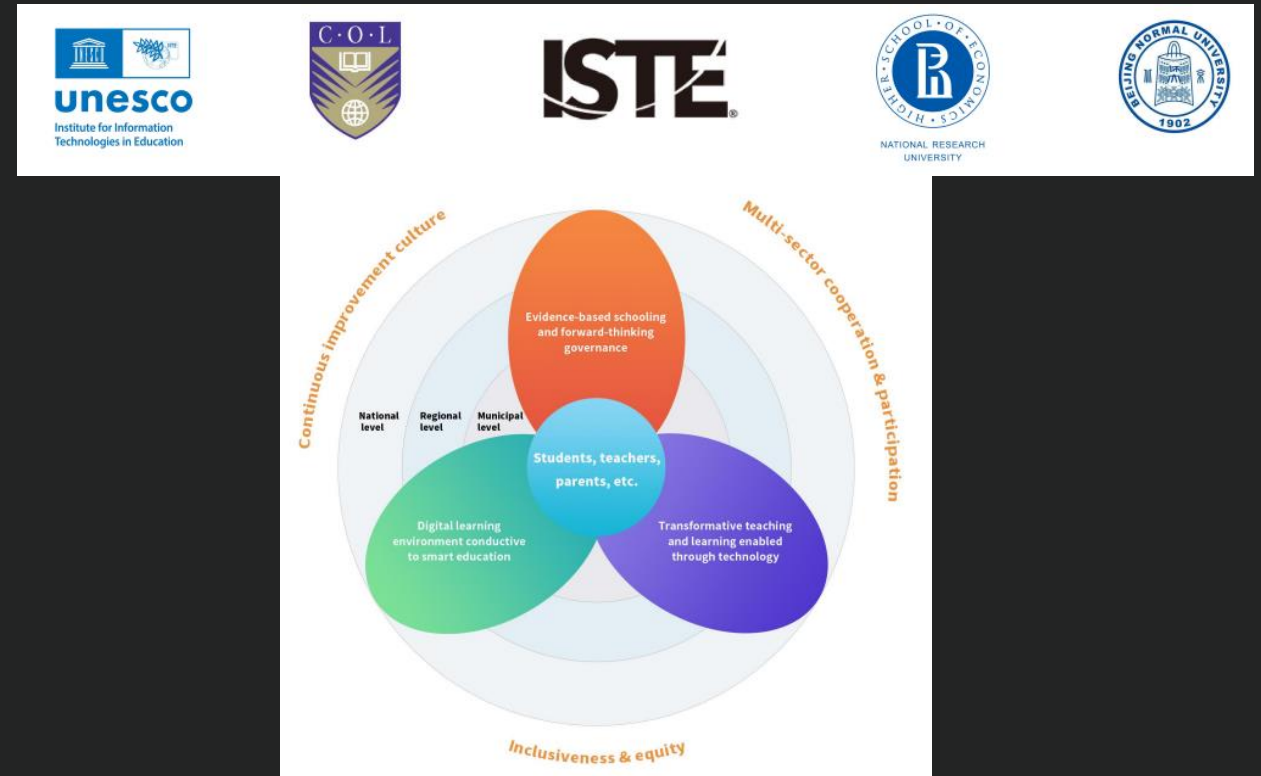 unesco
Institute for Information
Technologies in Education
C·O·L
ISTE®
HIGHER·SCHOOL·OF·ECONOMICS
NATIONAL RESEARCH
UNIVERSITY
BEIJING NORMAL UNIVERSITY
1902
Continuous improvement culture
Multi-sector cooperation & participation
Evidence-based schooling
and forward-thinking
governance
National
level
Regional
level
Municipal
level
Students, teachers,
parents, etc.
Digital learning
environment conductive
to smart education
Transformative teaching
and learning enabled
through technology
Inclusiveness & equity